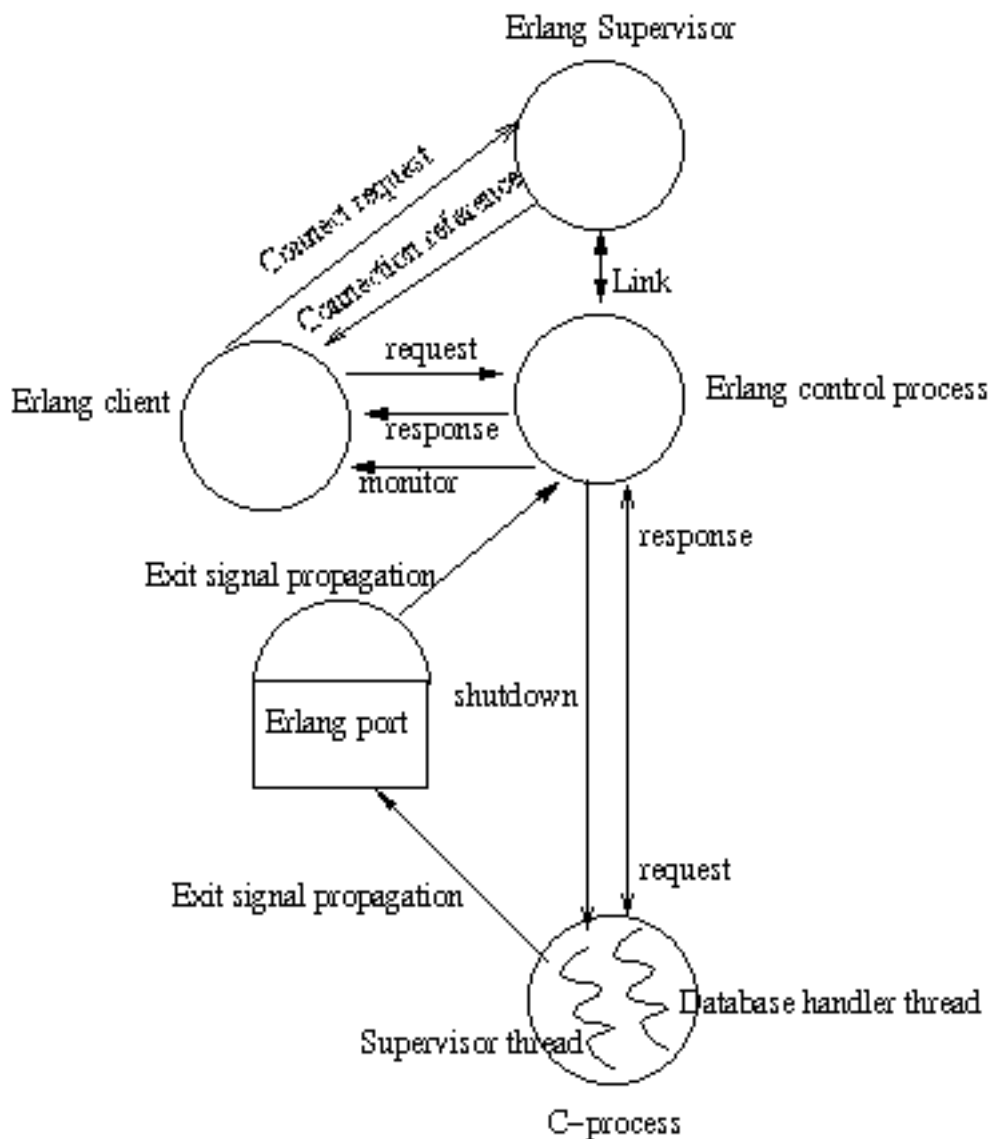 Erlang Supervisor
Connect request
Connection reference
Link
request
Erlang client
Erlang control process
response
monitor
response
Exit signal propagation
shutdown
Erlang port
request
Exit signal propagation
Database handler thread
Supervisor thread
C-process